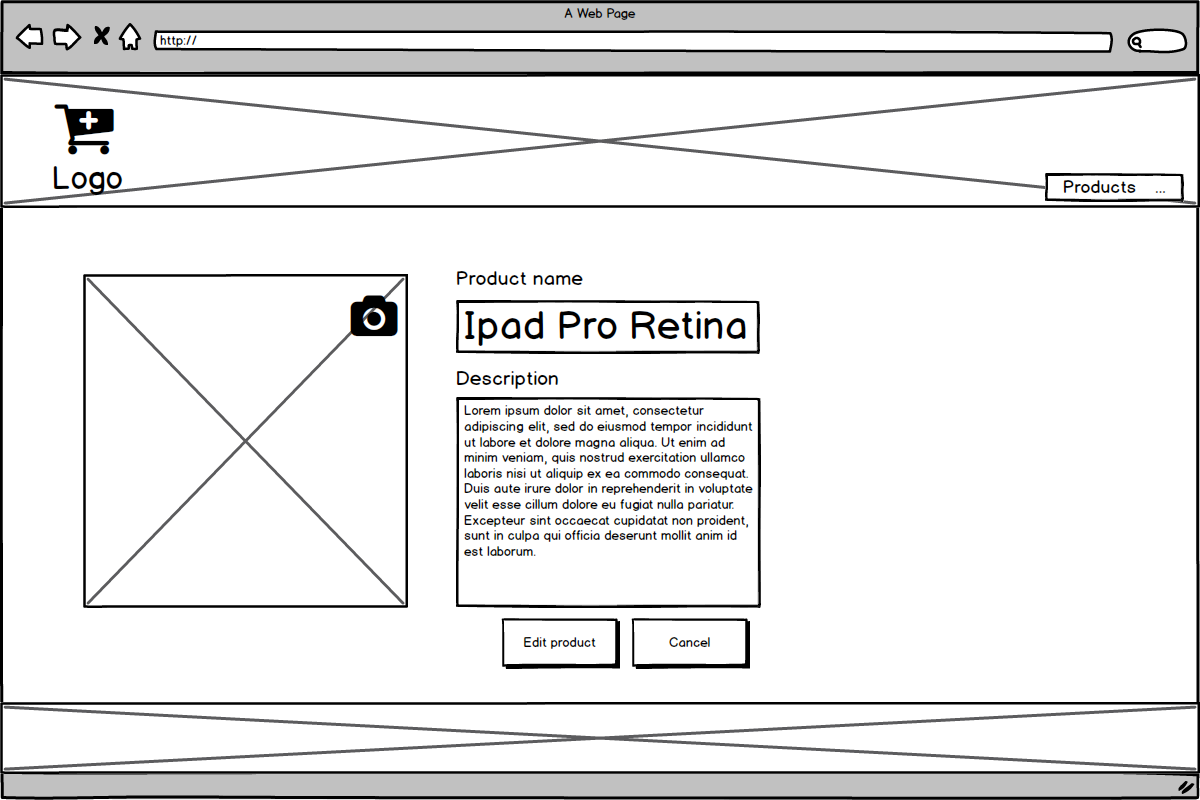 A Web Page
http://
Logo
Products ...
Product name
Ipad Pro Retina
Description
Lorem ipsum dolor sit amet, consectetur
adipiscing elit, sed do eiusmod tempor incididunt
ut labore et dolore magna aliqua. Ut enim ad
minim veniam, quis nostrud exercitation ullamco
laboris nisi ut aliquip ex ea commodo consequat.
Duis aute irure dolor in reprehenderit in voluptate
velit esse cillum dolore eu fugiat nulla pariatur.
Excepteur sint occaecat cupidatat non proident,
sunt in culpa qui officia deserunt mollit anim id
est laborum.
Edit product
Cancel